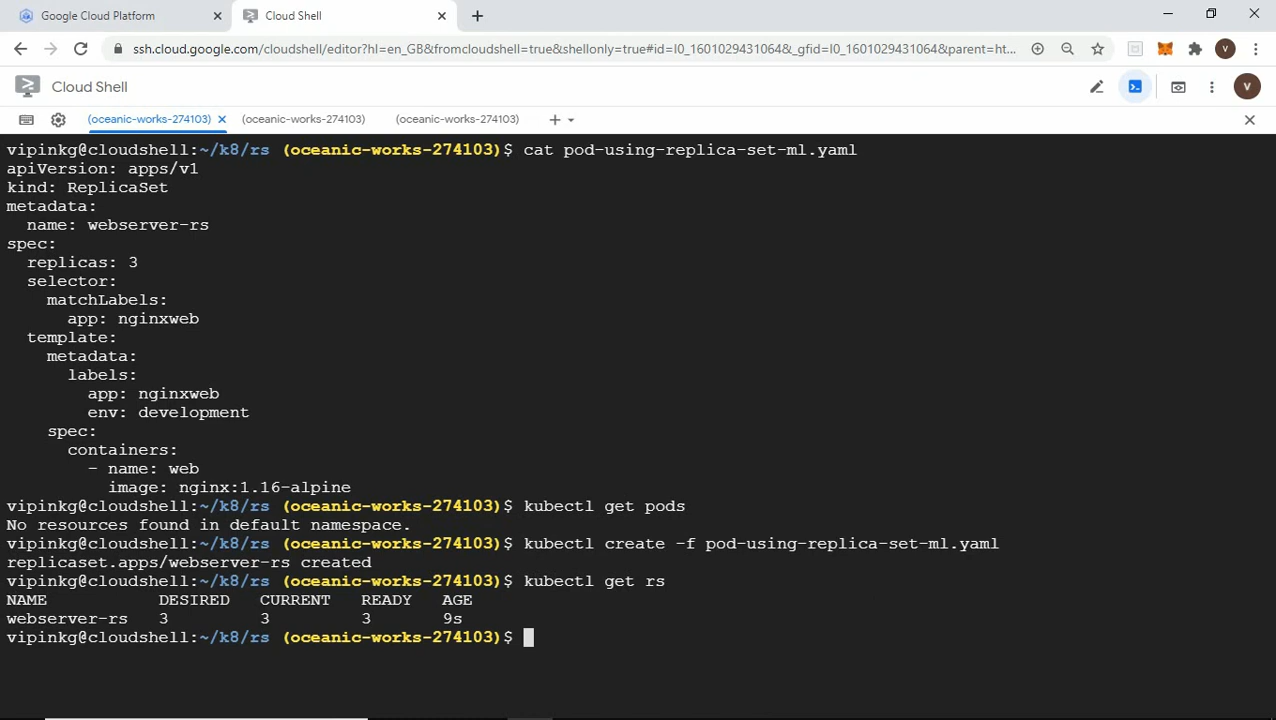 Google Cloud Platform
Cloud Shell
ssh.cloud.google.com/cloudshell/editor?hl=en_GB&fromcloudshell=true&shellonly=true#id=I0_1601029431064&_gfid=I0_1601029431064&parent=ht...
V
Cloud Shell
V
(oceanic-works-274103) (oceanic-works-274103) (oceanic-works-274103)
vipinkg@cloudshell:~/k8/rs (oceanic-works-274103)$ cat pod-using-replica-set-ml.yaml
apiVersion: apps/v1
kind: ReplicaSet
metadata:
  name: webserver-rs
spec:
  replicas: 3
  selector:
    matchLabels:
      app: nginxweb
  template:
    metadata:
      labels:
        app: nginxweb
        env: development
    spec:
      containers:
        - name: web
          image: nginx:1.16-alpine
vipinkg@cloudshell:~/k8/rs (oceanic-works-274103)$ kubectl get pods
No resources found in default namespace.
vipinkg@cloudshell:~/k8/rs (oceanic-works-274103)$ kubectl create -f pod-using-replica-set-ml.yaml
replicaset.apps/webserver-rs created
vipinkg@cloudshell:~/k8/rs (oceanic-works-274103)$ kubectl get rs
NAME DESIRED CURRENT READY AGE
webserver-rs 3 3 3 9s
vipinkg@cloudshell:~/k8/rs (oceanic-works-274103)$